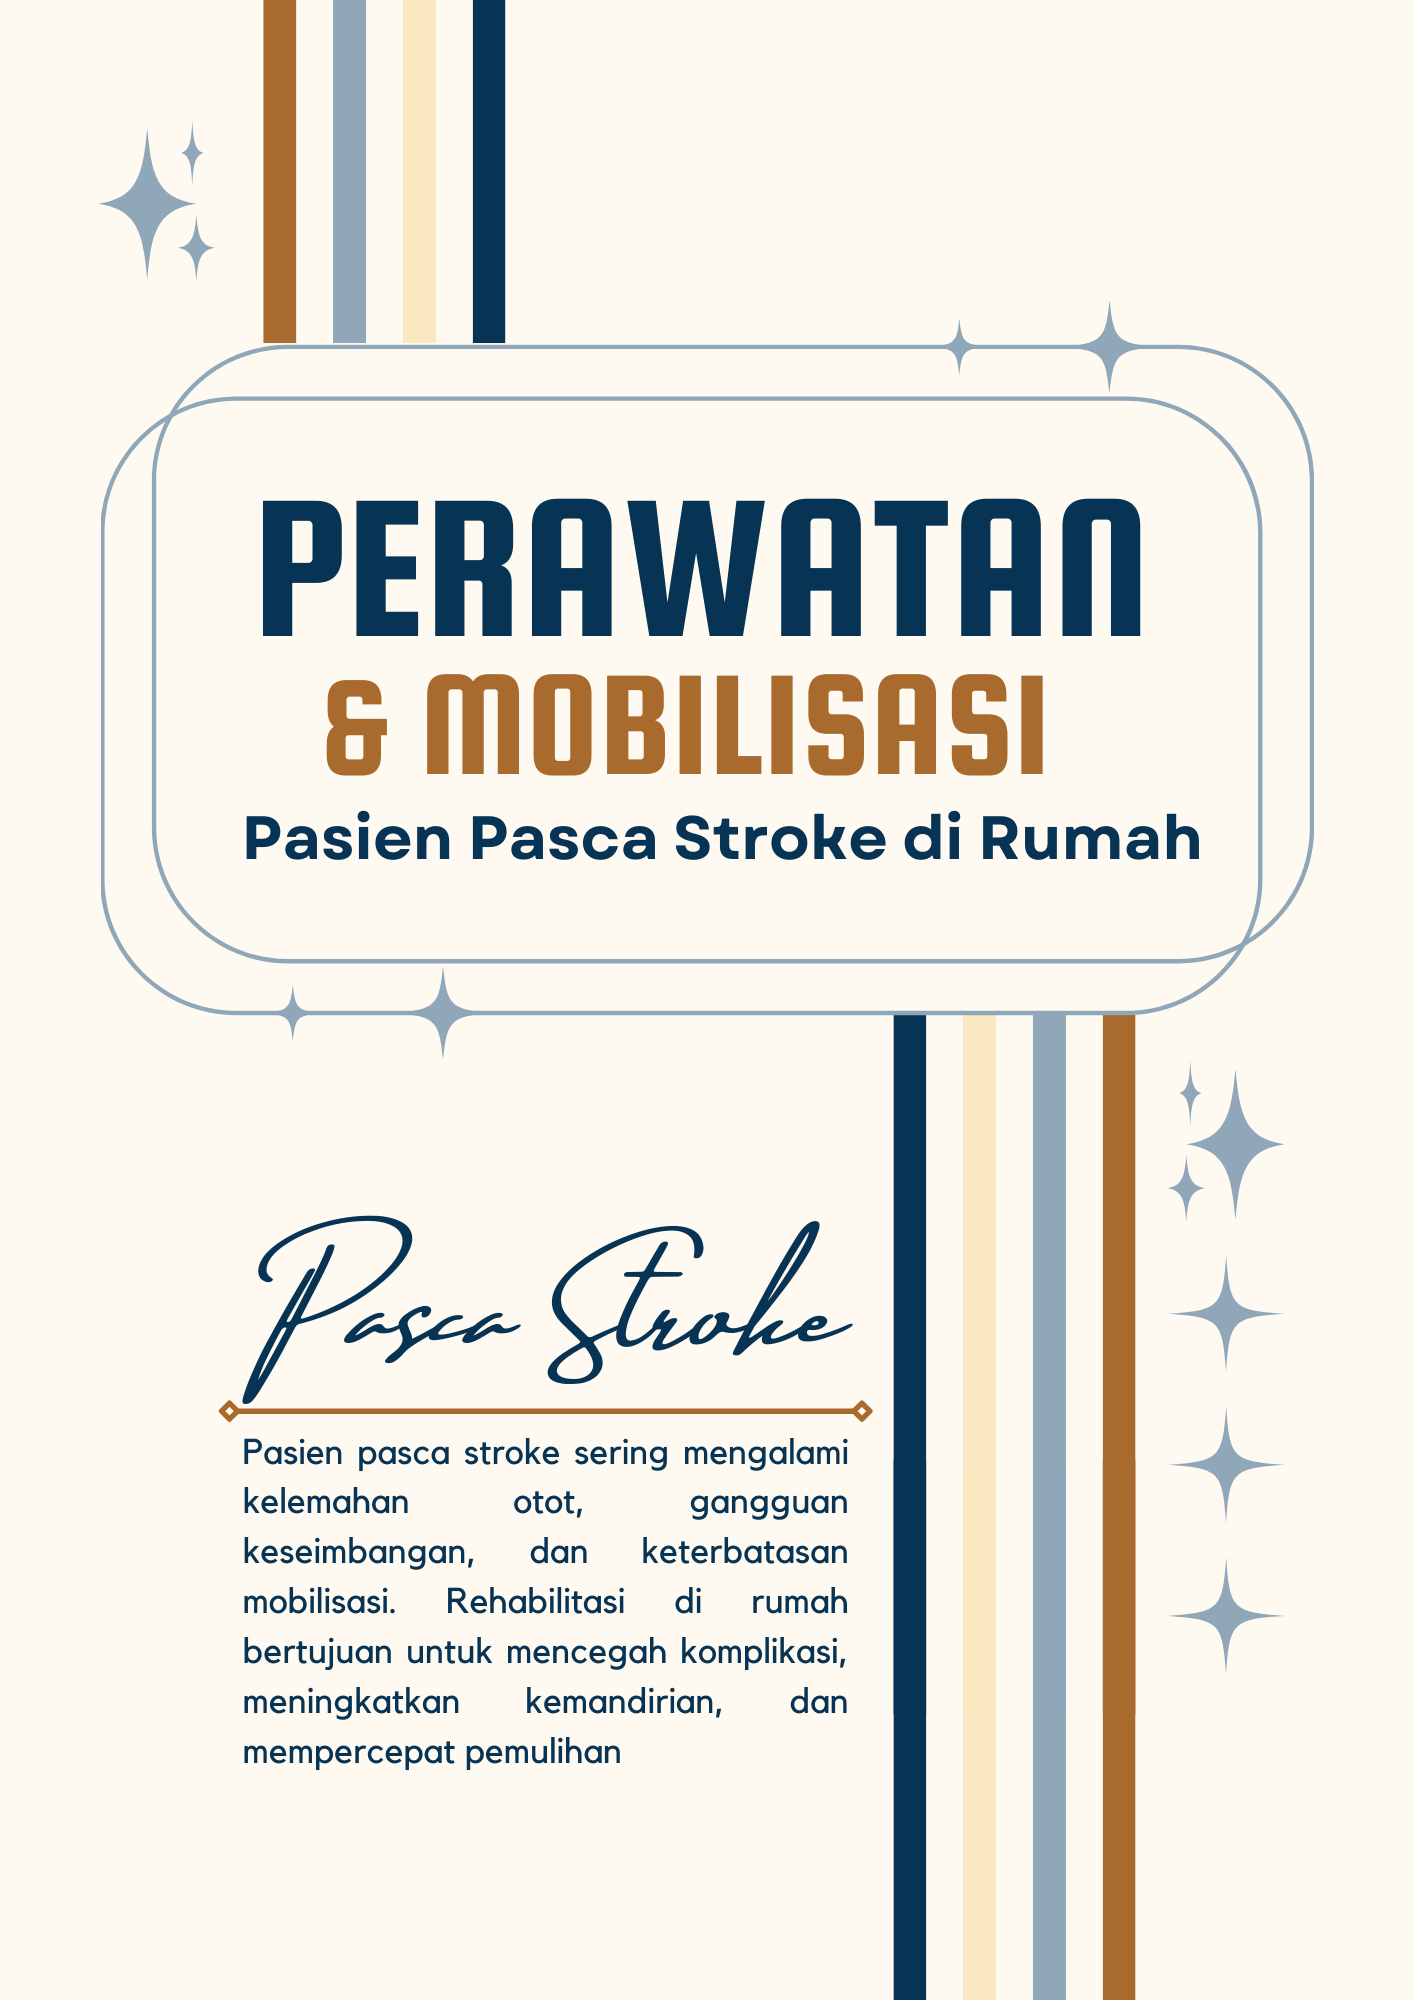 PERAWATAN
& MOBILISASI
Pasien Pasca Stroke di Rumah
Pasca Stroke
Pasien pasca stroke sering mengalami
kelemahan otot, gangguan
keseimbangan, dan keterbatasan
mobilisasi. Rehabilitasi di rumah
bertujuan untuk mencegah komplikasi,
meningkatkan kemandirian, dan
mempercepat pemulihan